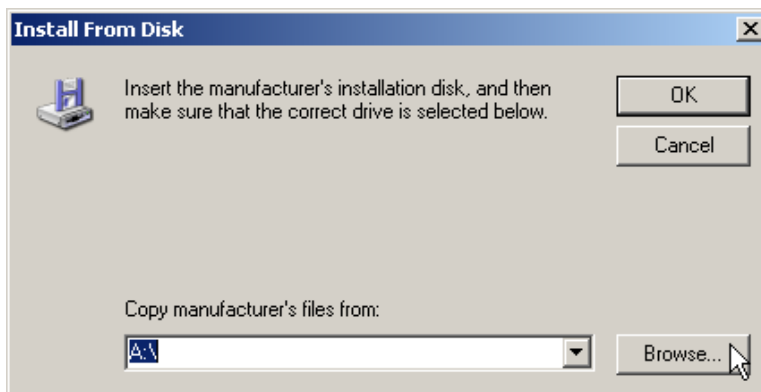 Install From Disk
Insert the manufacturer's installation disk, and then
make sure that the correct drive is selected below.
OK
Cancel
Copy manufacturer's files from:
A:\
Browse...